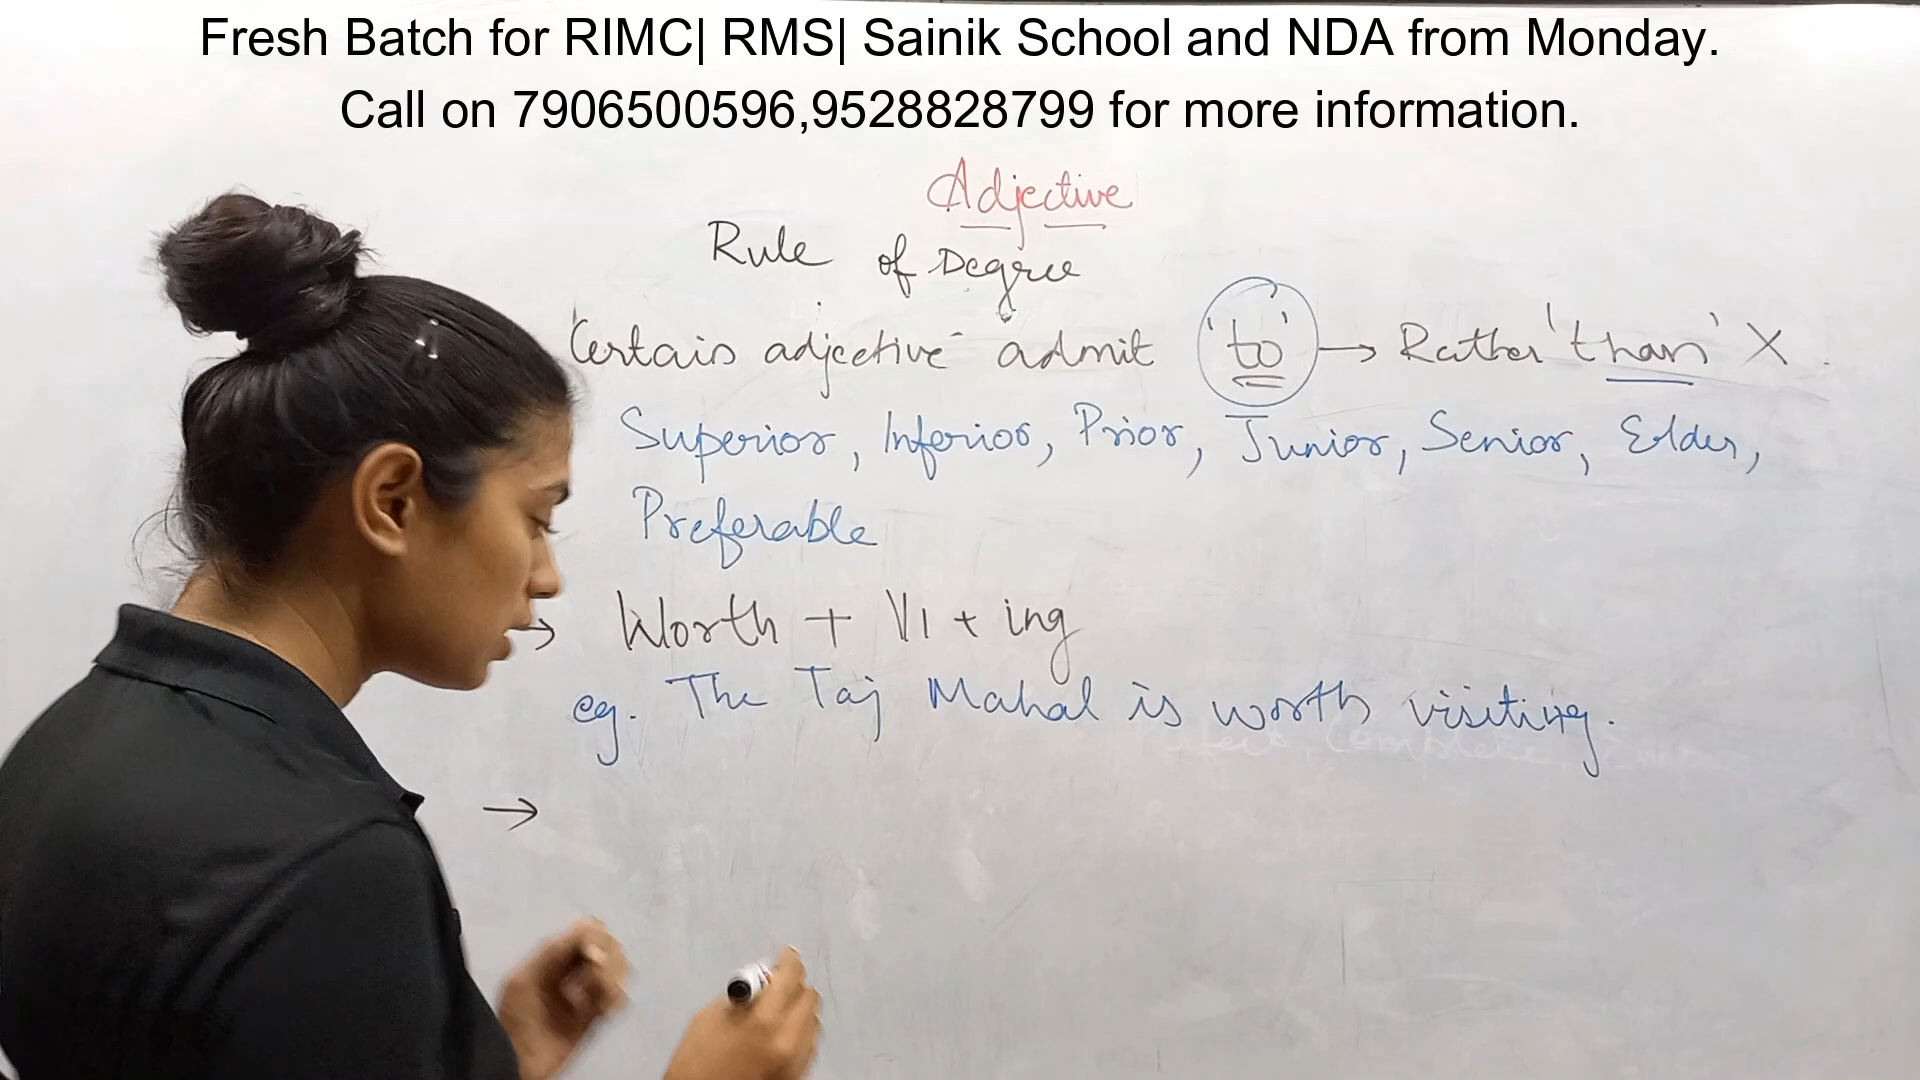 Fresh Batch for RIMC| RMS| Sainik School and NDA from Monday.
Call on 7906500596,9528828799 for more information.
Adjective
Rule of Degree
Certain adjective admit 'to' → Rather 'than' X
Superior, Inferior, Prior, Junior, Senior, Elder,
Preferable
→ Worth + V1 + ing
eg. The Taj Mahal is worth visiting.
→